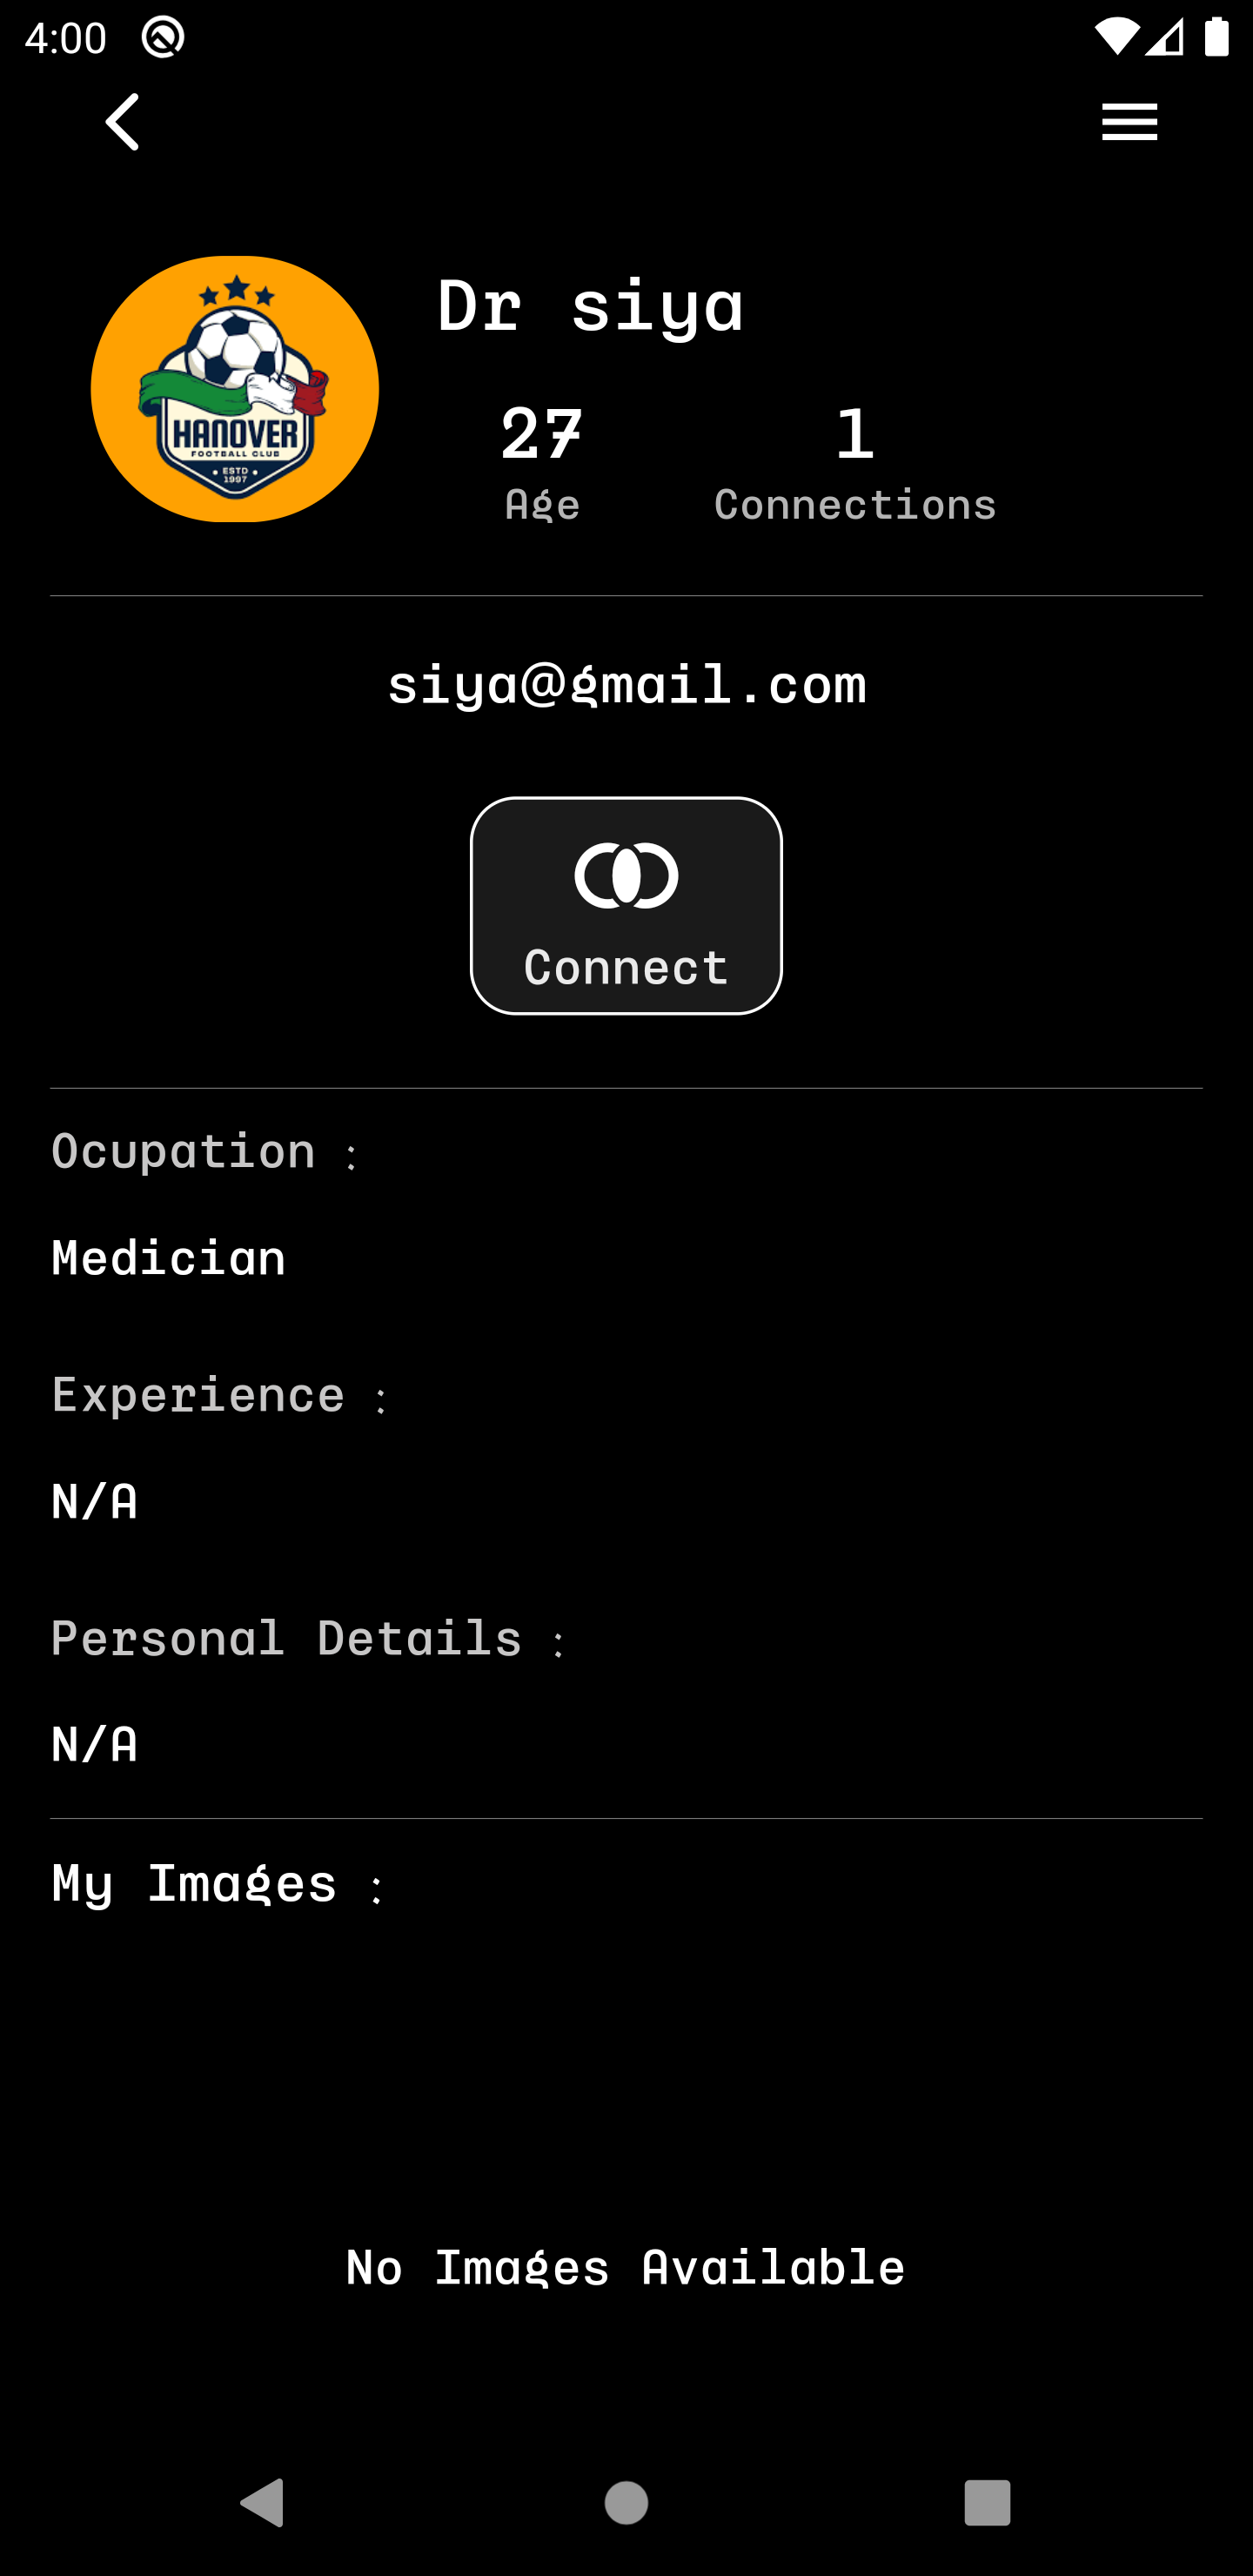 4:00
Dr siya
HANOVER
FOOTBALL CLUB
ESTD
1997
27
1
Age
Connections
siya@gmail.com
Connect
Ocupation :
Medician
Experience :
N/A
Personal Details :
N/A
My Images :
No Images Available